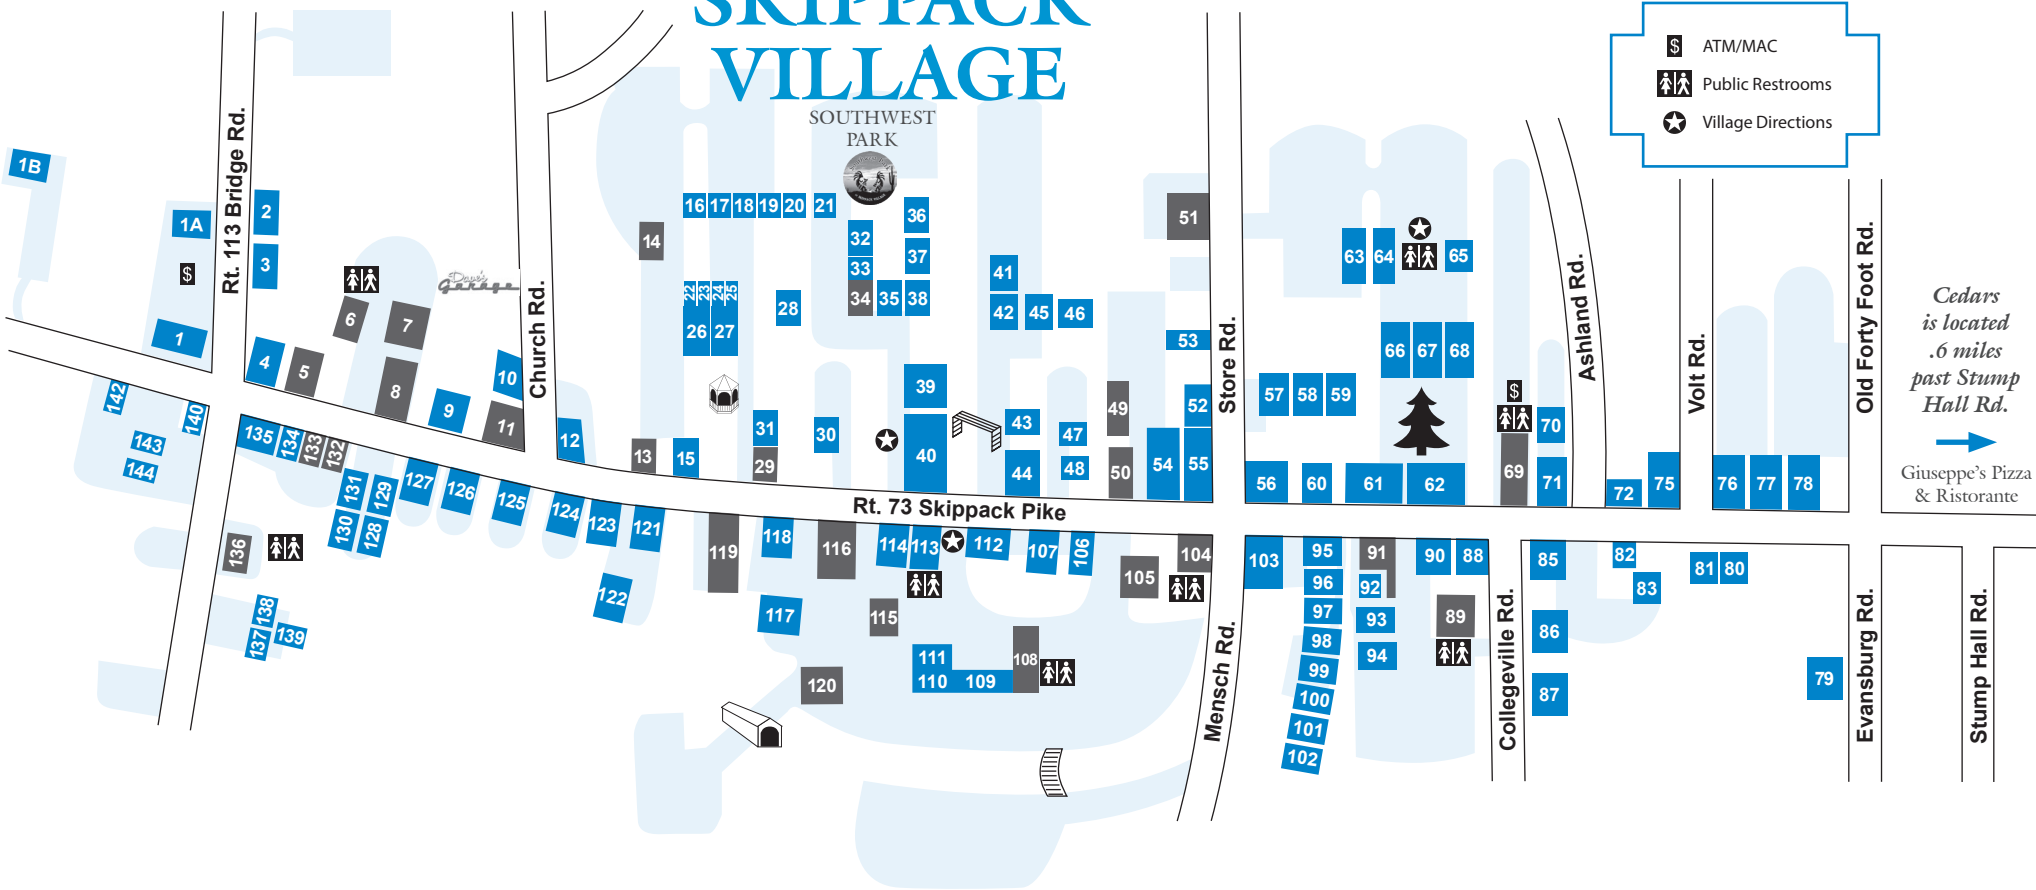 SKIPPACK
VILLAGE
SOUTHWEST
PARK
$ ATM/MAC
Public Restrooms
Village Directions
Rt. 113 Bridge Rd.
Church Rd.
Dave's
Garage
Store Rd.
Ashland Rd.
Volt Rd.
Old Forty Foot Rd.
Cedars
is located
.6 miles
past Stump
Hall Rd.
Giuseppe's Pizza
& Ristorante
Rt. 73 Skippack Pike
Mensch Rd.
Collegeville Rd.
Evansburg Rd.
Stump Hall Rd.
1B
1A
$
1
2
3
4
5
6
7
8
9
10
11
12
13
14
15
16 17 18 19 20 21
22 23 24 25
26 27
28
29
30
31
32
33
34 35 38
36
37
39
40
41
42 45 46
43
44
47
48
49
50
51
52
53
54 55
56
57 58 59
60
61
62
63 64
65
66 67 68
$
69
70
71
72
75
76 77 78
79
81 80
82
83
85
86
87
90 88
89
91
92
93
94
95
96
97
98
99
100
101
102
103
104
105
106
107
108
111
110 109
112
114 113
115
116
117
118
119
120
121
122
123
124
125
126
127
131 129
130 128
135 134 133 132
136
138
137 139
140
142
143
144